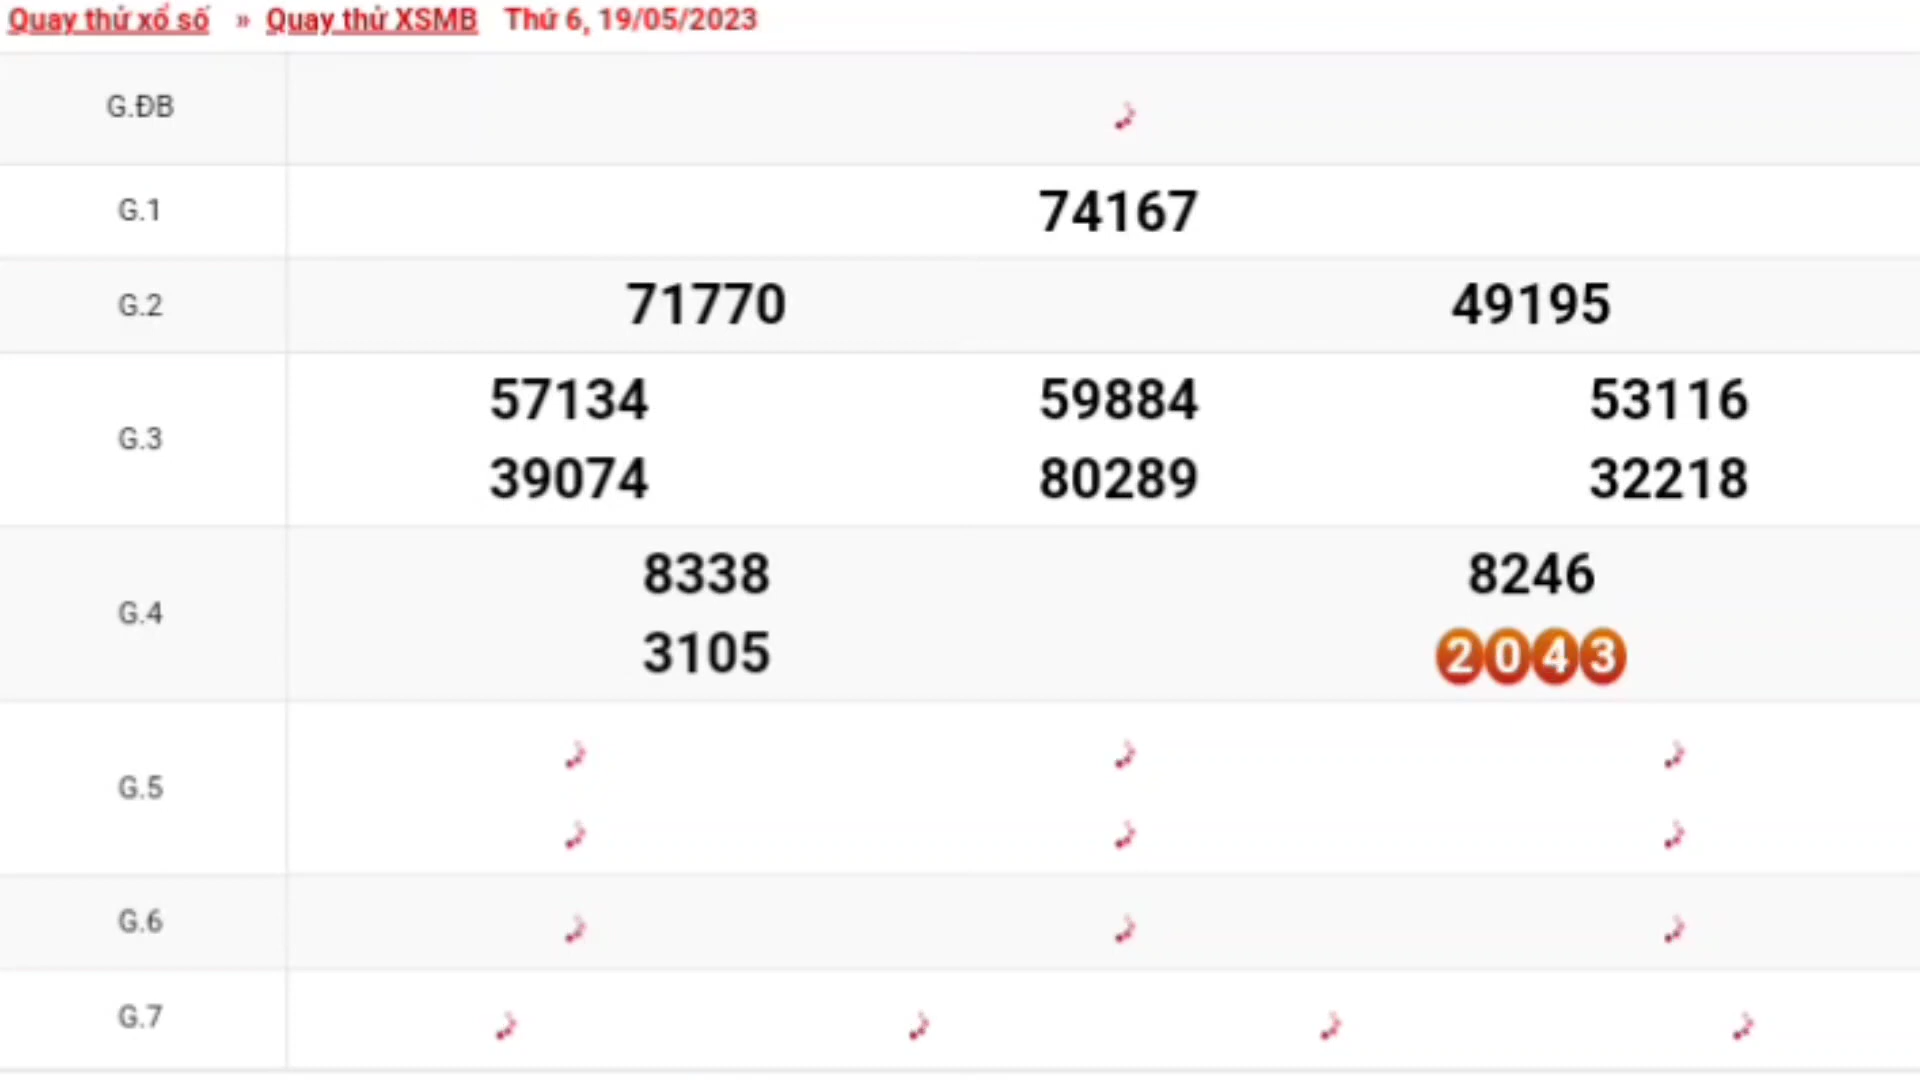 Quay thử xổ số » Quay thử XSMB Thứ 6, 19/05/2023
G.ĐB
G.1 74167
G.2 71770 49195
G.3 57134 59884 53116
39074 80289 32218
G.4 8338 8246
3105 2043
G.5
G.6
G.7